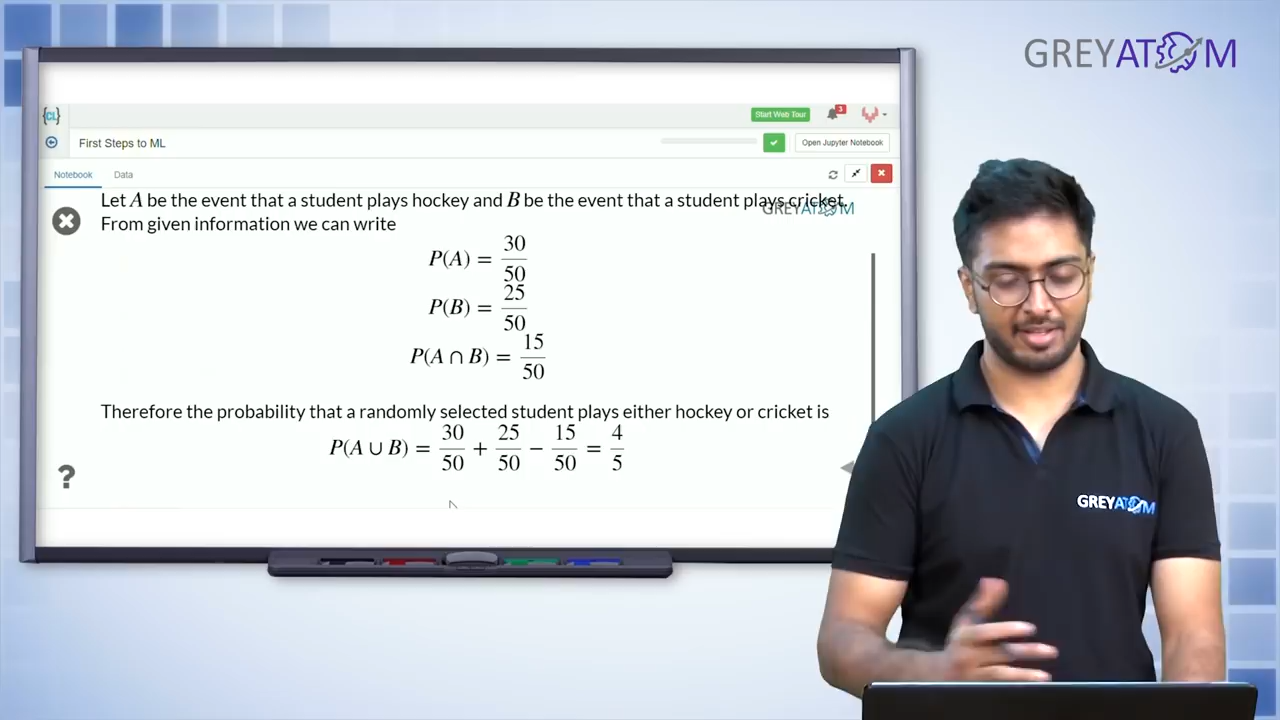 GREYATOM
{CL}
Start Web Tour
3
First Steps to ML
Open Jupyter Notebook
Notebook
Data
GREYATOM
Let A be the event that a student plays hockey and B be the event that a student plays cricket.
From given information we can write
P(A) = 30/50
P(B) = 25/50
P(A ∩ B) = 15/50
Therefore the probability that a randomly selected student plays either hockey or cricket is
P(A ∪ B) = 30/50 + 25/50 − 15/50 = 4/5
?
GREYATOM